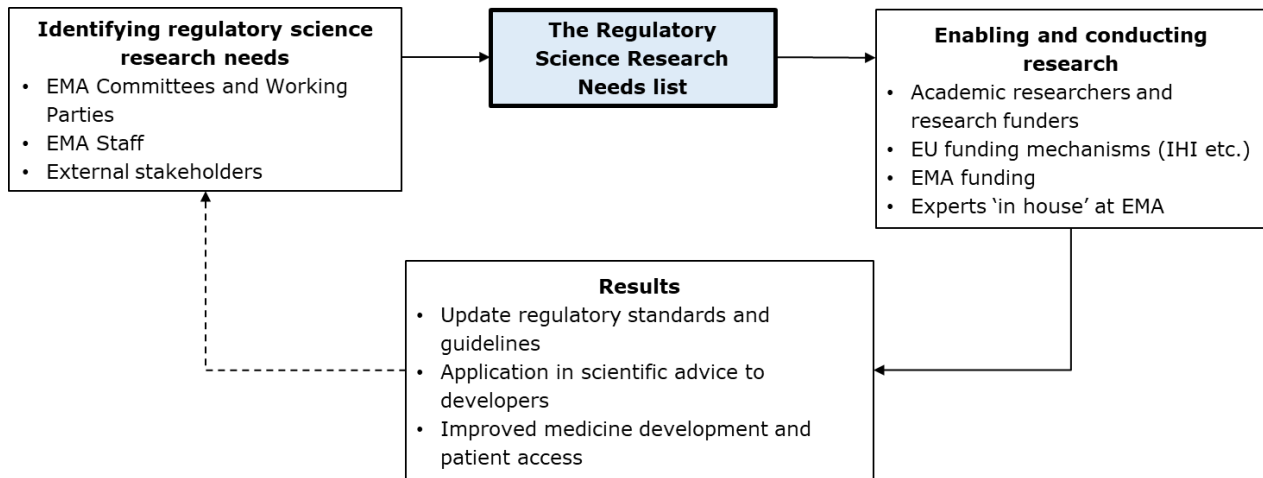 Identifying regulatory science
research needs
• EMA Committees and Working
Parties
• EMA Staff
• External stakeholders
The Regulatory
Science Research
Needs list
Enabling and conducting
research
• Academic researchers and
research funders
• EU funding mechanisms (IHI etc.)
• EMA funding
• Experts ‘in house’ at EMA
Results
• Update regulatory standards and
guidelines
• Application in scientific advice to
developers
• Improved medicine development and
patient access